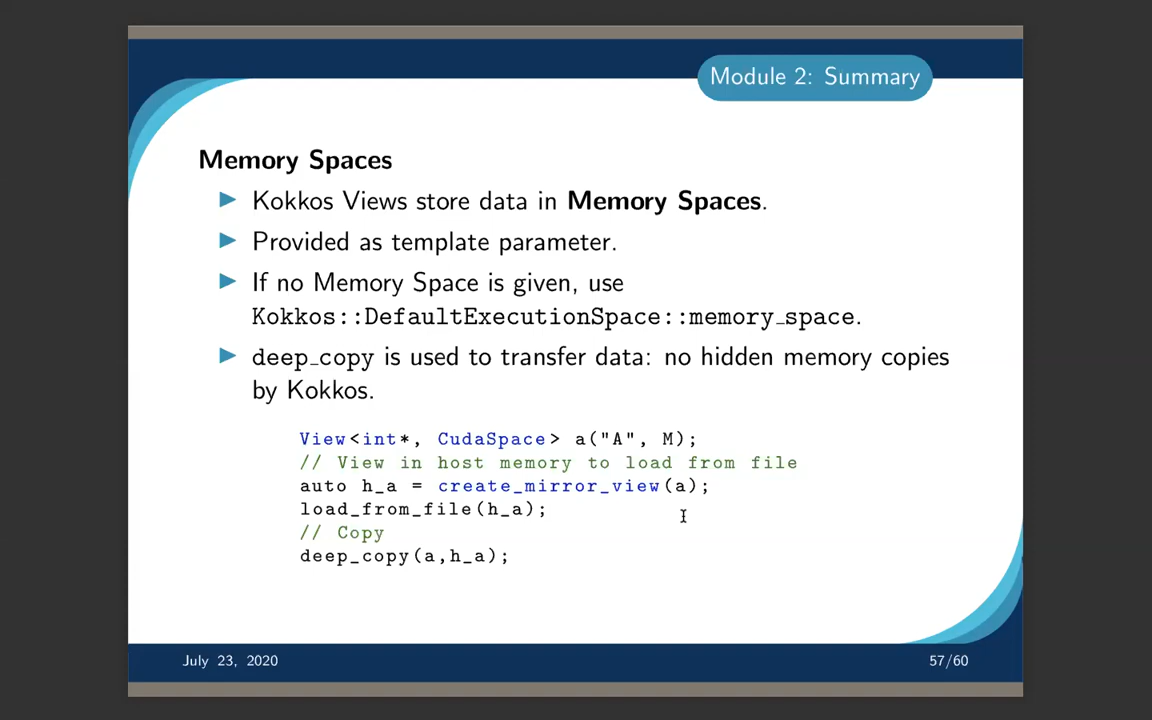 Module 2: Summary
Memory Spaces
Kokkos Views store data in Memory Spaces.
Provided as template parameter.
If no Memory Space is given, use
Kokkos::DefaultExecutionSpace::memory_space.
deep_copy is used to transfer data: no hidden memory copies
by Kokkos.
View<int*, CudaSpace> a("A", M);
// View in host memory to load from file
auto h_a = create_mirror_view(a);
load_from_file(h_a);
// Copy
deep_copy(a,h_a);
July 23, 2020
57/60